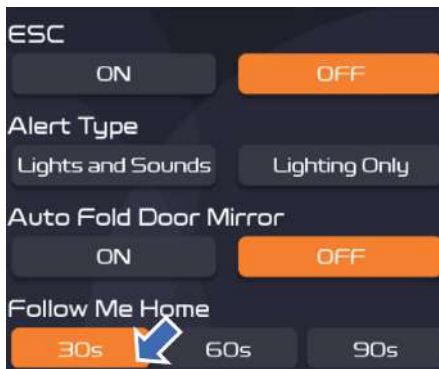 ESC
ON OFF
Alert Type
Lights and Sounds Lighting Only
Auto Fold Door Mirror
ON OFF
Follow Me Home
30s 60s 90s